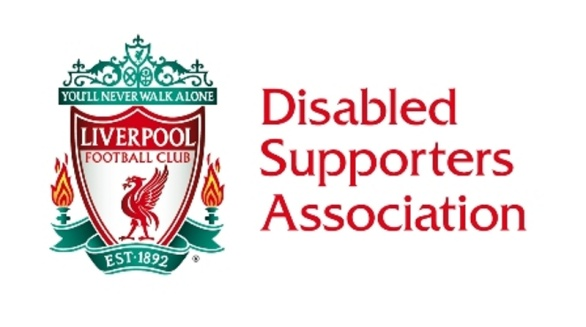 YOU'LL NEVER WALK ALONE
LIVERPOOL
FOOTBALL CLUB
EST·1892
®
Disabled
Supporters
Association